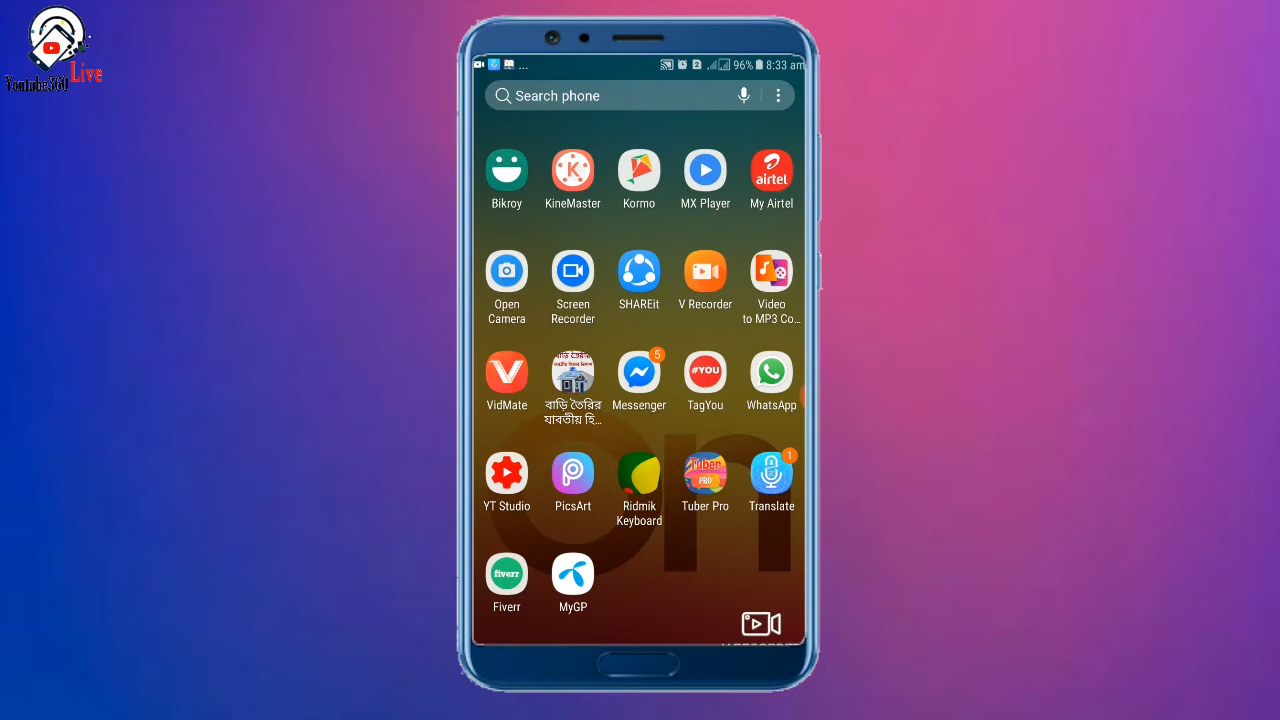 Youtube360 Live
... 96% 8:33 am
Search phone
Bikroy KineMaster Kormo MX Player My Airtel
airtel
Open Screen SHAREit V Recorder Video
Camera Recorder to MP3 Co...
#YOU
VidMate বাড়ি তৈরির Messenger TagYou WhatsApp
যাবতীয় হি...
5
1
Tuber
PRO
YT Studio PicsArt Ridmik Tuber Pro Translate
Keyboard
fiverr
Fiverr MyGP
on